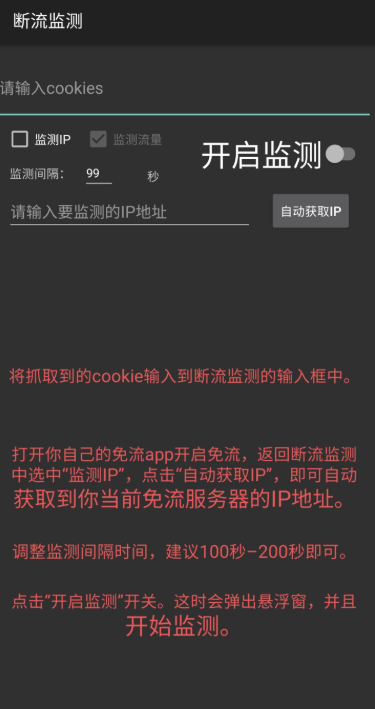 断流监测
请输入cookies
监测IP
监测流量
开启监测
监测间隔：
99
秒
请输入要监测的IP地址
自动获取IP
将抓取到的cookie输入到断流监测的输入框中。
打开你自己的免流app开启免流，返回断流监测
中选中“监测IP”，点击“自动获取IP”，即可自动
获取到你当前免流服务器的IP地址。
调整监测间隔时间，建议100秒–200秒即可。
点击“开启监测”开关。这时会弹出悬浮窗，并且
开始监测。